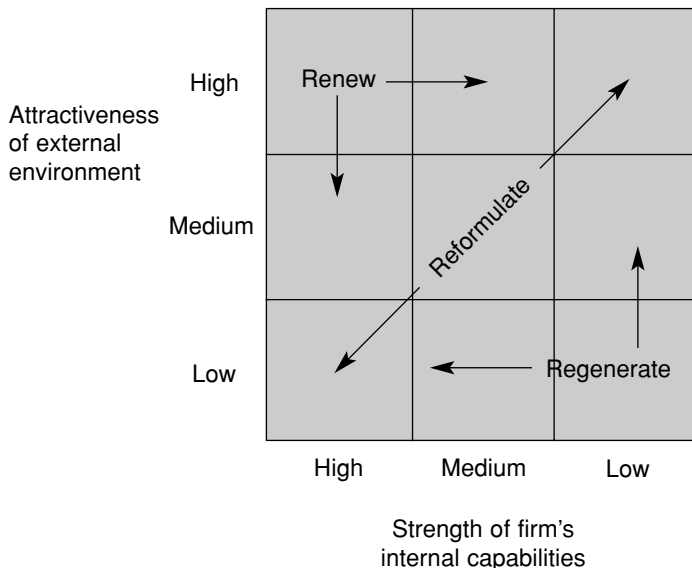 High
Renew
Attractiveness
of external
environment
Medium
Reformulate
Low
Regenerate
High
Medium
Low
Strength of firm's
internal capabilities